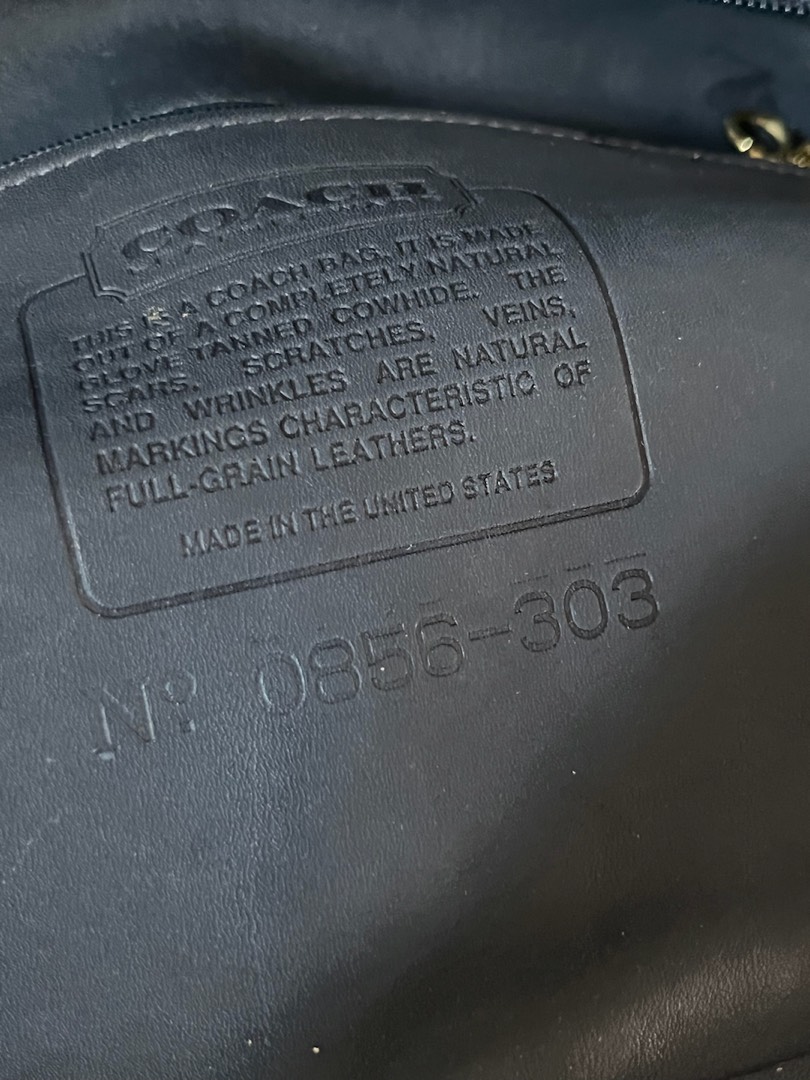 COACH
THIS IS A COACH BAG. IT IS MADE
OUT OF A COMPLETELY NATURAL
GLOVE TANNED COWHIDE. THE
SCARS, SCRATCHES, VEINS,
AND WRINKLES ARE NATURAL
MARKINGS CHARACTERISTIC OF
FULL-GRAIN LEATHERS.
MADE IN THE UNITED STATES
Nº 0856-303